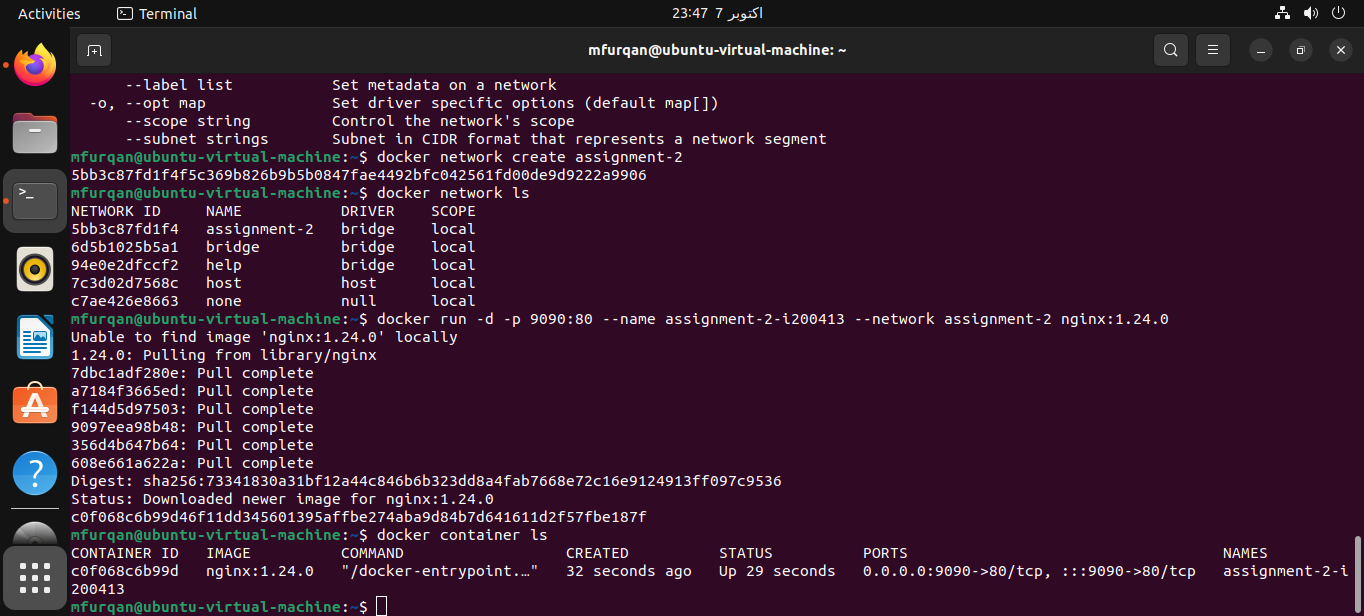 Activities
Terminal
23:47 7 اکتوبر
mfurqan@ubuntu-virtual-machine: ~
--label list Set metadata on a network
-o, --opt map Set driver specific options (default map[])
--scope string Control the network's scope
--subnet strings Subnet in CIDR format that represents a network segment
mfurqan@ubuntu-virtual-machine:~$ docker network create assignment-2
5bb3c87fd1f4f5c369b826b9b5b0847fae4492bfc042561fd00de9d9222a9906
mfurqan@ubuntu-virtual-machine:~$ docker network ls
NETWORK ID NAME DRIVER SCOPE
5bb3c87fd1f4 assignment-2 bridge local
6d5b1025b5a1 bridge bridge local
94e0e2dfccf2 help bridge local
7c3d02d7568c host host local
c7ae426e8663 none null local
mfurqan@ubuntu-virtual-machine:~$ docker run -d -p 9090:80 --name assignment-2-i200413 --network assignment-2 nginx:1.24.0
Unable to find image 'nginx:1.24.0' locally
1.24.0: Pulling from library/nginx
7dbc1adf280e: Pull complete
a7184f3665ed: Pull complete
f144d5d97503: Pull complete
9097eea98b48: Pull complete
356d4b647b64: Pull complete
608e661a622a: Pull complete
Digest: sha256:73341830a31bf12a44c846b6b323dd8a4fab7668e72c16e9124913ff097c9536
Status: Downloaded newer image for nginx:1.24.0
c0f068c6b99d46f11dd345601395affbe274aba9d84b7d641611d2f57fbe187f
mfurqan@ubuntu-virtual-machine:~$ docker container ls
CONTAINER ID IMAGE COMMAND CREATED STATUS PORTS NAMES
c0f068c6b99d nginx:1.24.0 "/docker-entrypoint.…" 32 seconds ago Up 29 seconds 0.0.0.0:9090->80/tcp, :::9090->80/tcp assignment-2-i
200413
mfurqan@ubuntu-virtual-machine:~$